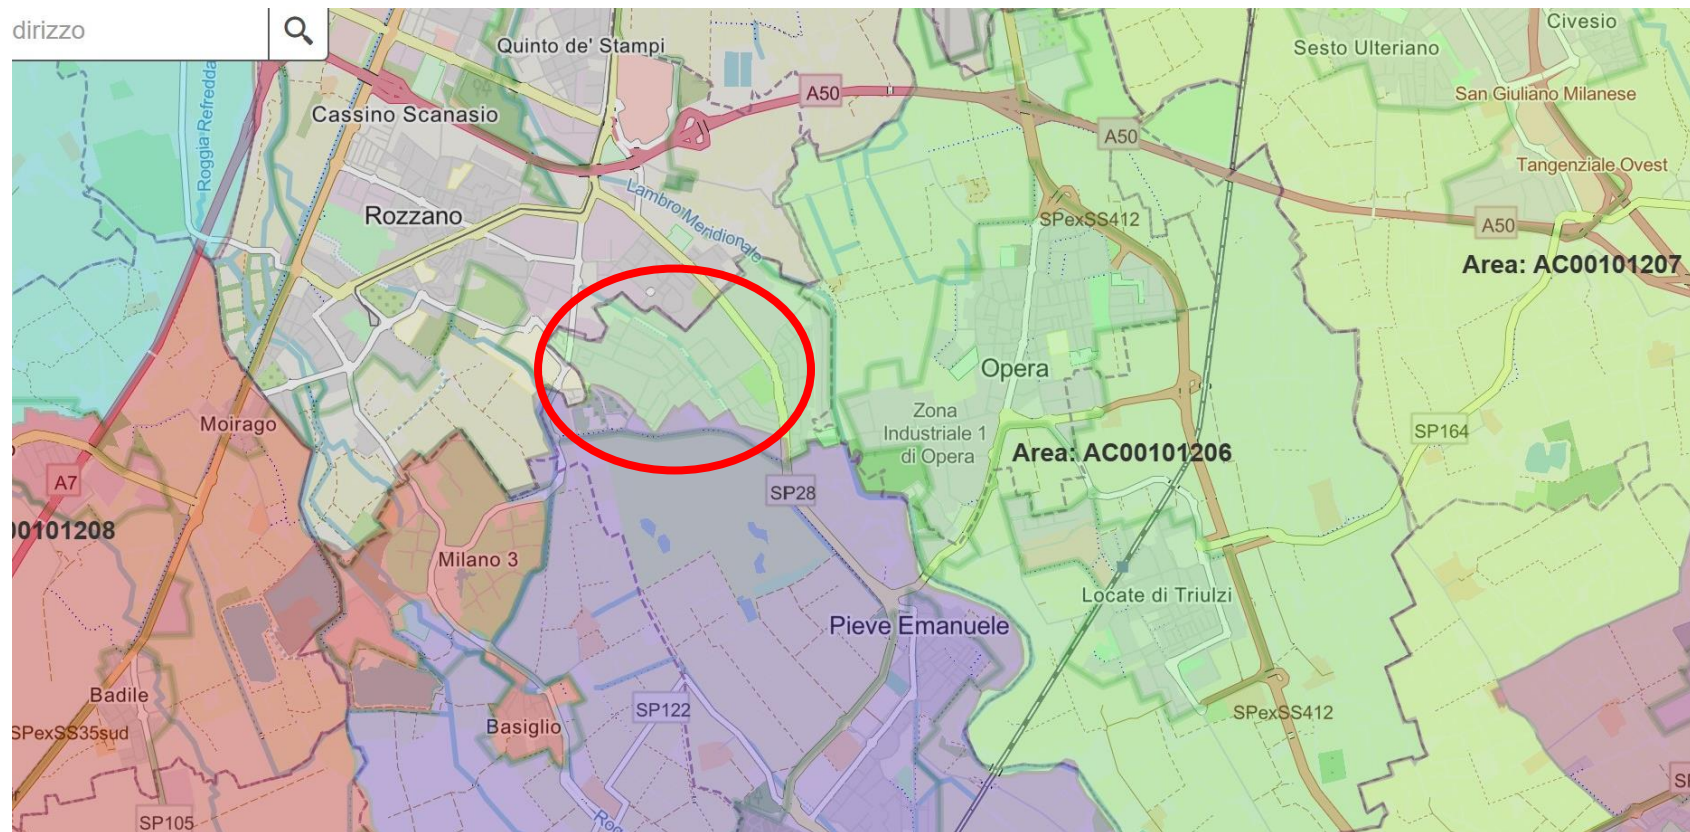 dirizzo
Quinto de' Stampi
Civesio
Sesto Ulteriano
A50
San Giuliano Milanese
Cassino Scanasio
Roggia Refredda
A50
Tangenziale Ovest
Rozzano
Lambro Meridionale
SPexSS412
A50
Area: AC00101207
Opera
Moirago
Zona
Industriale 1
di Opera
SP164
Area: AC00101206
A7
SP28
00101208
Milano 3
Locate di Triulzi
Pieve Emanuele
Badile
SP122
SPexSS412
Basiglio
SPexSS35sud
SP105